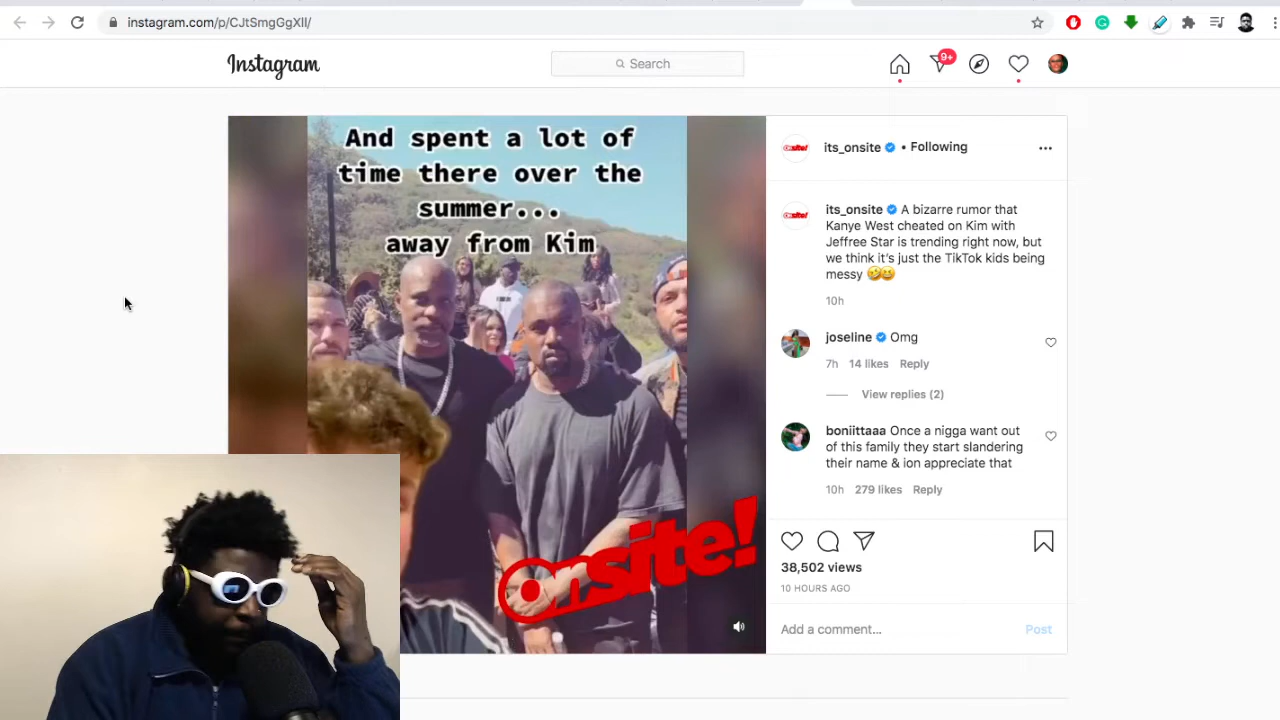 instagram.com/p/CJtSmgGgXlI/
Instagram
Search
9+
And spent a lot of
time there over the
summer...
away from Kim
Onsite!
Onsite!
its_onsite • Following
Onsite!
its_onsite A bizarre rumor that
Kanye West cheated on Kim with
Jeffree Star is trending right now, but
we think it's just the TikTok kids being
messy 🤣😆
10h
joseline Omg
7h 14 likes Reply
View replies (2)
boniittaaa Once a nigga want out
of this family they start slandering
their name & ion appreciate that
10h 279 likes Reply
38,502 views
10 HOURS AGO
Add a comment...
Post